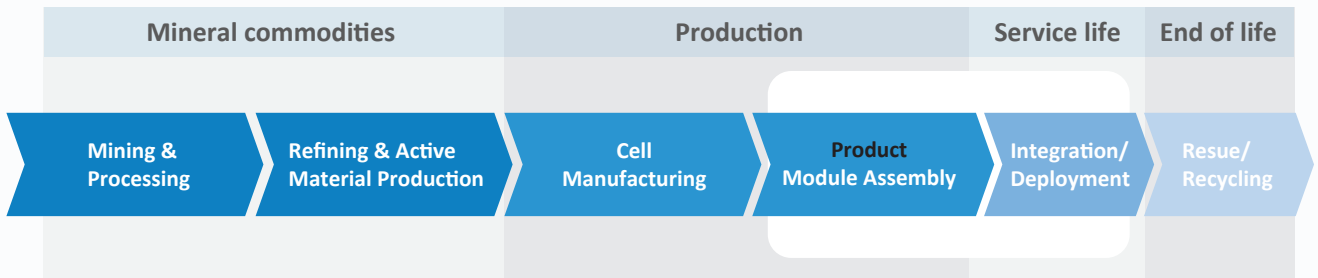 Mineral commodities
Production
Service life
End of life
Mining &
Processing
Refining & Active
Material Production
Cell
Manufacturing
Product
Module Assembly
Integration/
Deployment
Resue/
Recycling